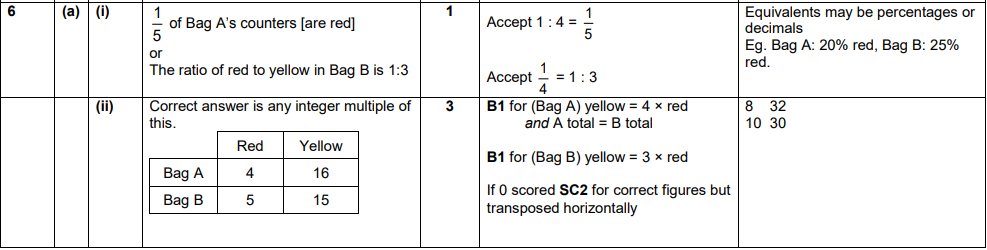 6 (a) (i) 1/5 of Bag A's counters [are red] 1 Accept 1 : 4 = 1/5 Equivalents may be percentages or
decimals
or Eg. Bag A: 20% red, Bag B: 25%
The ratio of red to yellow in Bag B is 1:3 red.
Accept 1/4 = 1 : 3
(ii) Correct answer is any integer multiple of 3 B1 for (Bag A) yellow = 4 × red 8 32
this. and A total = B total 10 30
Red Yellow
B1 for (Bag B) yellow = 3 × red
Bag A 4 16
If 0 scored SC2 for correct figures but
Bag B 5 15
transposed horizontally